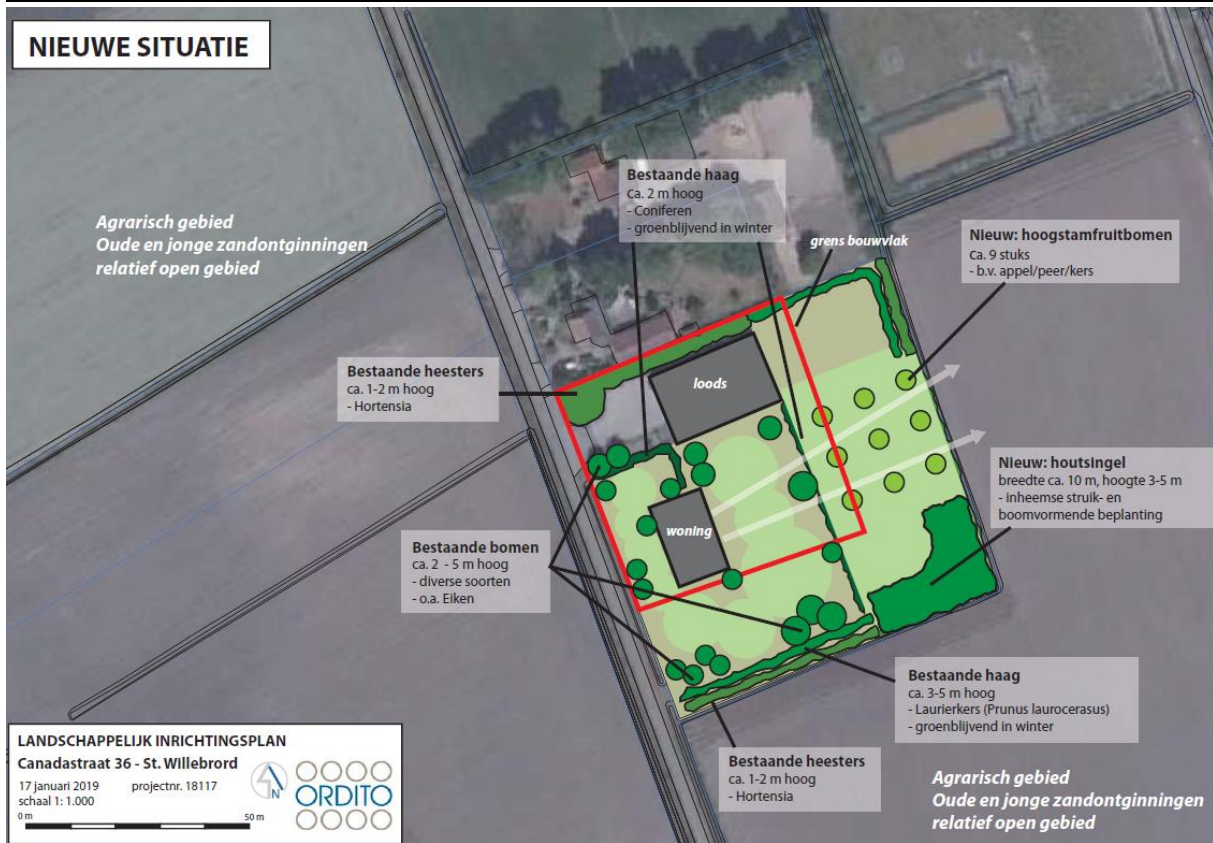 NIEUWE SITUATIE
Agrarisch gebied
Oude en jonge zandontginningen
relatief open gebied
Bestaande haag
ca. 2 m hoog
- Coniferen
- groenblijvend in winter
grens bouwvlak
Nieuw: hoogstamfruitbomen
Ca. 9 stuks
- b.v. appel/peer/kers
Bestaande heesters
ca. 1-2 m hoog
- Hortensia
loods
woning
Nieuw: houtsingel
breedte ca. 10 m, hoogte 3-5 m
- inheemse struik- en
boomvormende beplanting
Bestaande bomen
ca. 2 - 5 m hoog
- diverse soorten
- o.a. Eiken
Bestaande haag
ca. 3-5 m hoog
- Laurierkers (Prunus laurocerasus)
- groenblijvend in winter
Bestaande heesters
ca. 1-2 m hoog
- Hortensia
Agrarisch gebied
Oude en jonge zandontginningen
relatief open gebied
LANDSCHAPPELIJK INRICHTINGSPLAN
Canadastraat 36 - St. Willebrord
17 januari 2019 projectnr. 18117
schaal 1: 1.000
0 m 50 m
N
ORDITO